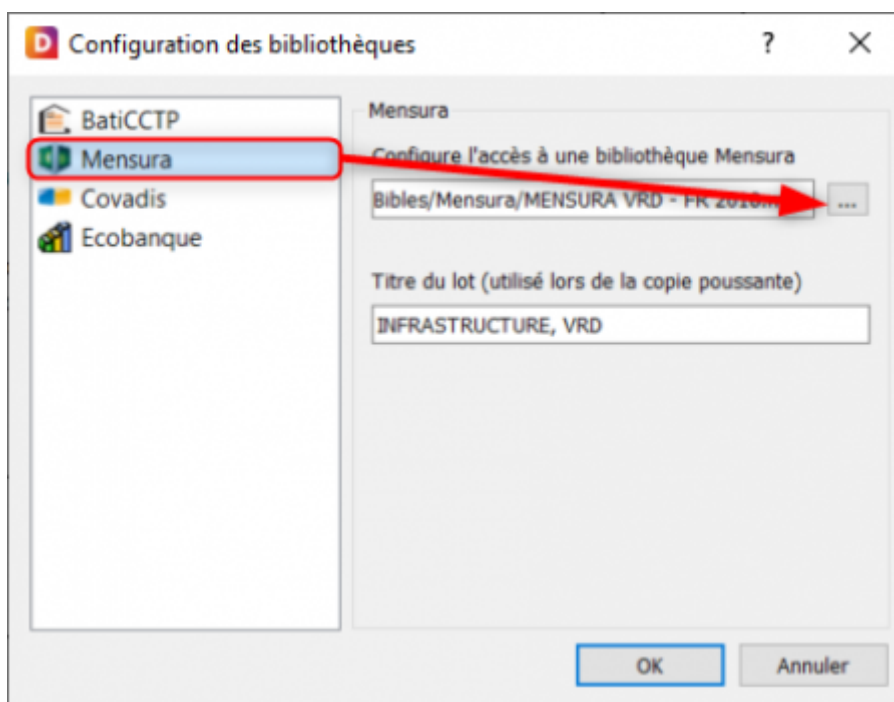 D Configuration des bibliothèques ?
BatiCCTP
Mensura
Covadis
Ecobanque
Mensura
Configure l'accès à une bibliothèque Mensura
Bibles/Mensura/MENSURA VRD - FR ...
Titre du lot (utilisé lors de la copie poussante)
INFRASTRUCTURE, VRD
OK
Annuler